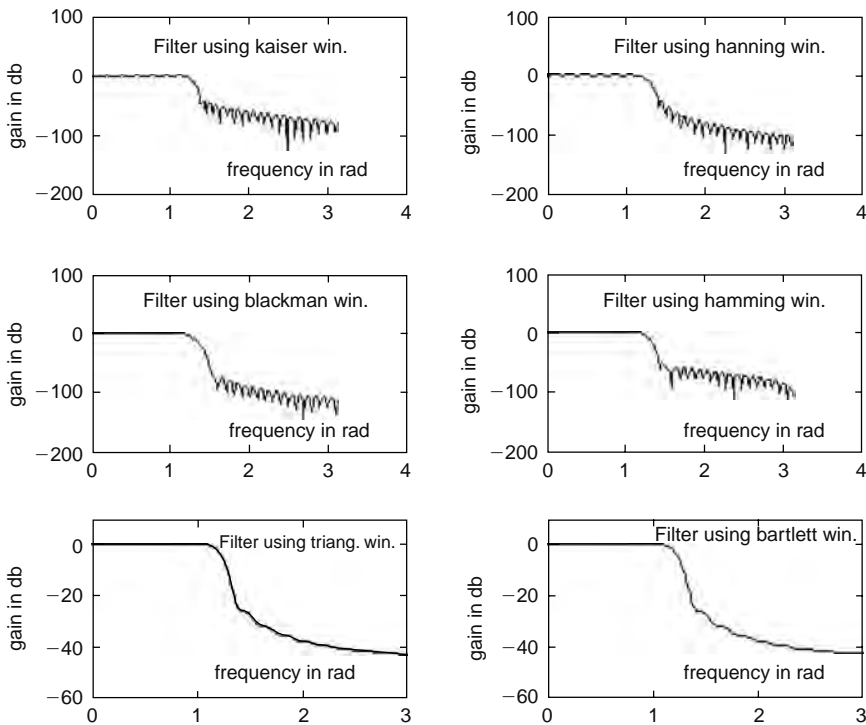 100
Filter using kaiser win.
0
gain in db
−100
frequency in rad
−200
0 1 2 3 4
100
Filter using hanning win.
0
gain in db
−100
frequency in rad
−200
0 1 2 3 4
100
Filter using blackman win.
0
gain in db
−100
frequency in rad
−200
0 1 2 3 4
100
Filter using hamming win.
0
gain in db
−100
frequency in rad
−200
0 1 2 3 4
0
Filter using triang. win.
−20
gain in db
−40
frequency in rad
−60
0 1 2 3
0
Filter using bartlett win.
−20
gain in db
−40
frequency in rad
−60
0 1 2 3